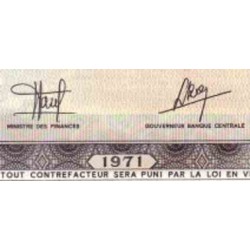 MINISTRE DES FINANCES GOUVERNEUR BANQUE CENTRALE
1971
TOUT CONTREFACTEUR SERA PUNI PAR LA LOI EN V